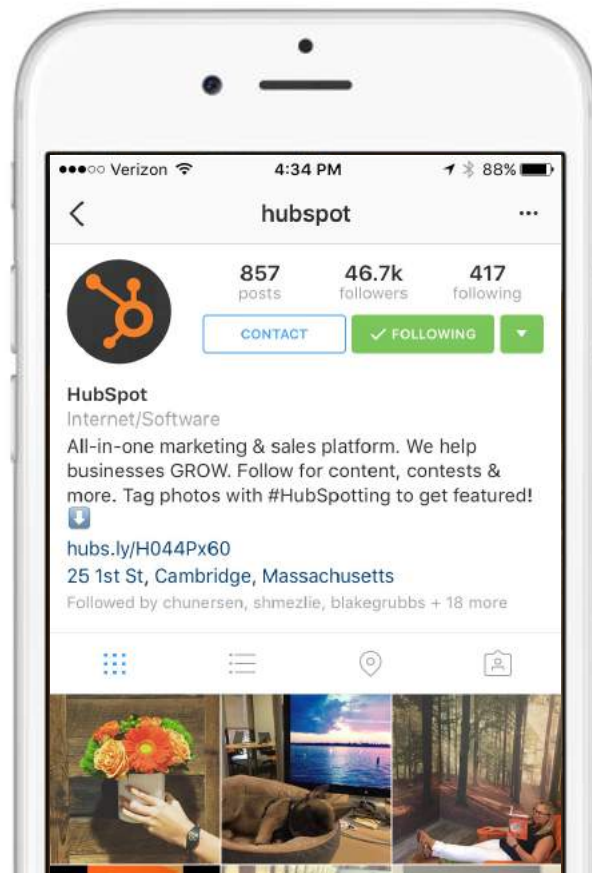 Verizon 4:34 PM 88%
hubspot
857 46.7k 417
posts followers following
CONTACT ✓ FOLLOWING
HubSpot
Internet/Software
All-in-one marketing & sales platform. We help
businesses GROW. Follow for content, contests &
more. Tag photos with #HubSpotting to get featured!
hubs.ly/H044Px60
25 1st St, Cambridge, Massachusetts
Followed by chunersen, shmezlie, blakegrubbs + 18 more